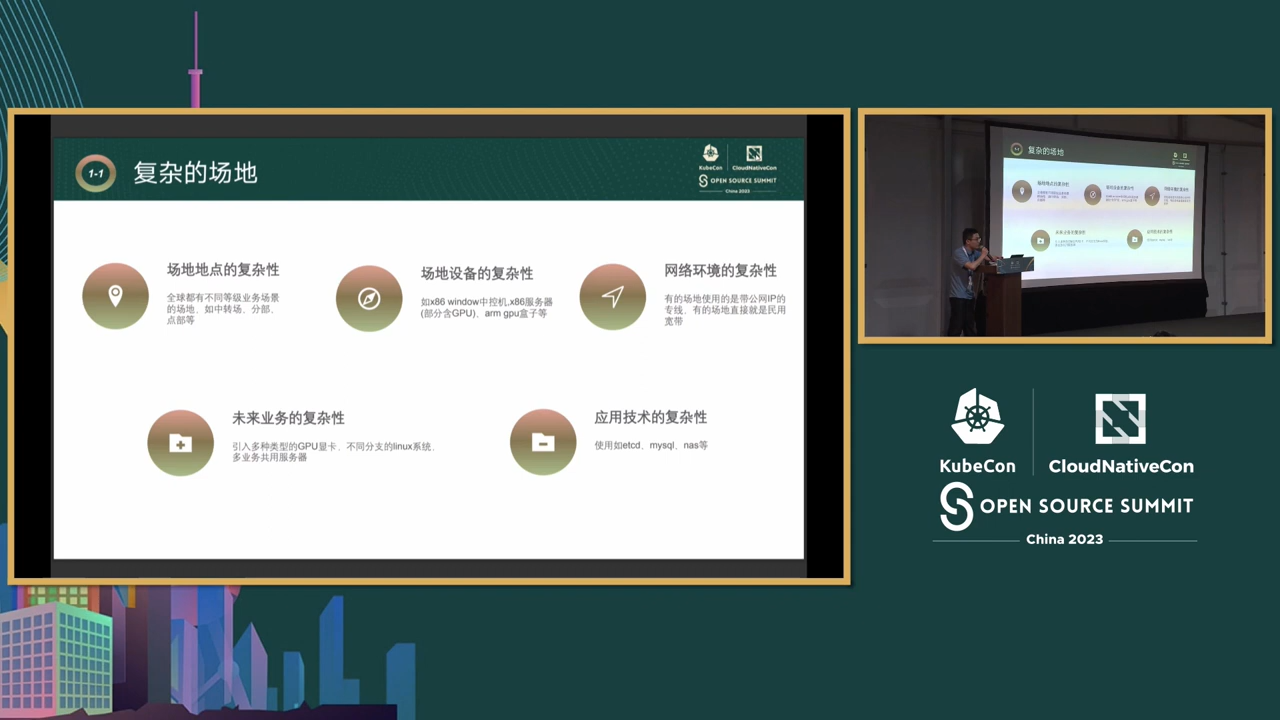 1-1
复杂的场地
KubeCon
CloudNativeCon
OPEN SOURCE SUMMIT
China 2023
场地地点的复杂性
全球都有不同等级业务场景
的场地、如中转场、分部、
点部等
场地设备的复杂性
如x86 window中控机,x86服务器
(部分含GPU)、arm gpu盒子等
网络环境的复杂性
有的场地使用的是带公网IP的
专线、有的场地直接就是民用
宽带
未来业务的复杂性
引入多种类型的GPU显卡、不同分支的linux系统、
多业务共用服务器
应用技术的复杂性
使用如etcd、mysql、nas等
复杂的场地
KubeCon
CloudNativeCon
OPEN SOURCE SUMMIT
China 2023